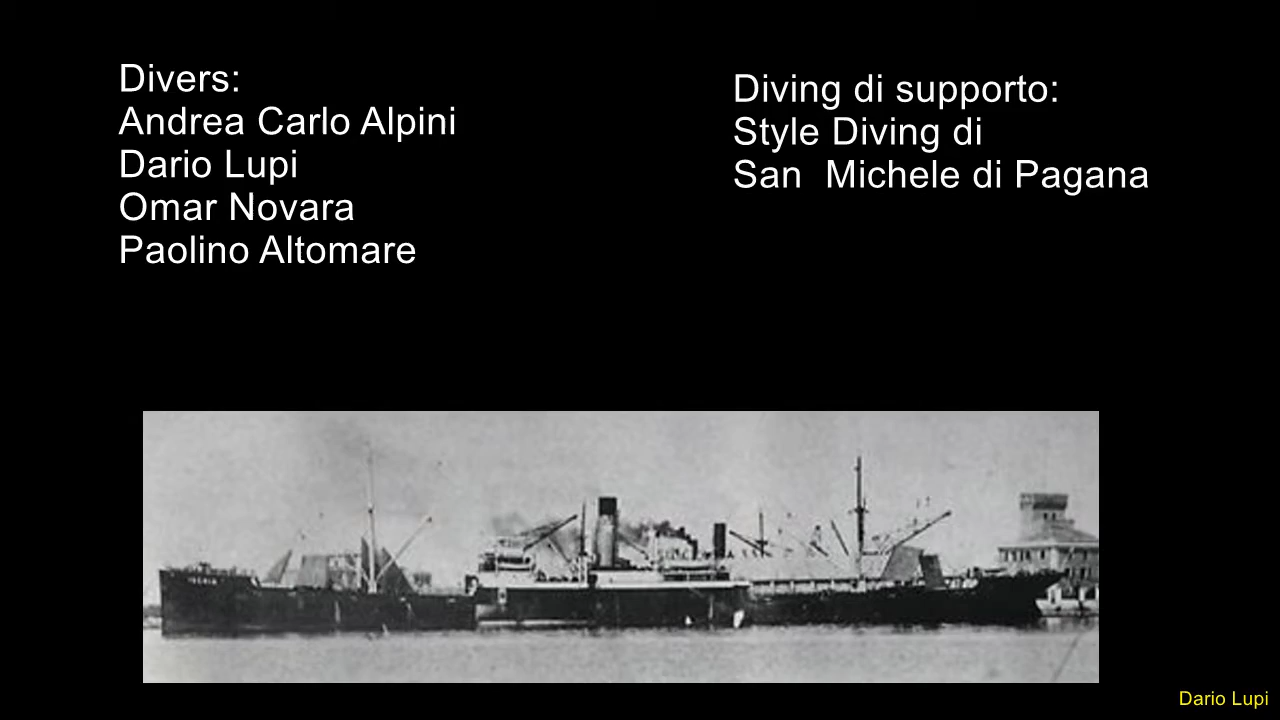 Divers:
Andrea Carlo Alpini
Dario Lupi
Omar Novara
Paolino Altomare
Diving di supporto:
Style Diving di
San  Michele di Pagana
Dario Lupi